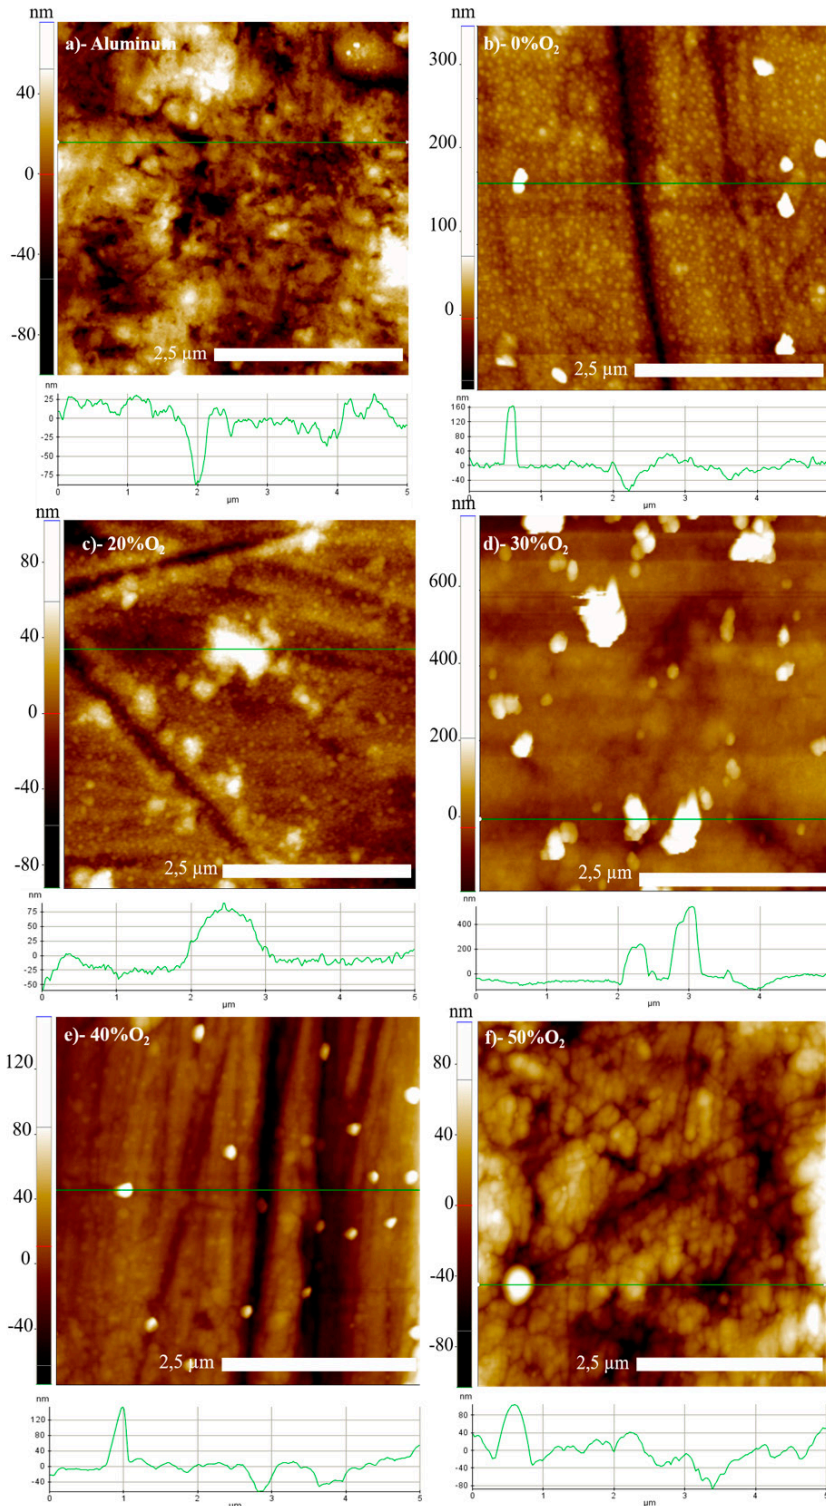 nm
a)- Aluminum
40
0
-40
-80
2,5 µm
nm
25
0
-25
-50
-75
0 1 2 3 4 5
µm
nm
b)- 0%O₂
300
200
100
0
2,5 µm
nm
160
120
80
40
0
-40
0 1 2 3 4
µm
nm
c)- 20%O₂
80
40
0
-40
-80
2,5 µm
nm
75
50
25
0
-25
-50
0 1 2 3 4 5
µm
nm
d)- 30%O₂
600
400
200
0
2,5 µm
nm
400
200
0
0 1 2 3 4 5
µm
nm
e)- 40%O₂
120
80
40
0
-40
2,5 µm
nm
120
80
40
0
-40
0 1 2 3 4 5
µm
nm
f)- 50%O₂
80
40
0
-40
-80
2,5 µm
nm
80
40
0
-40
-80
0 1 2 3 4 5
µm